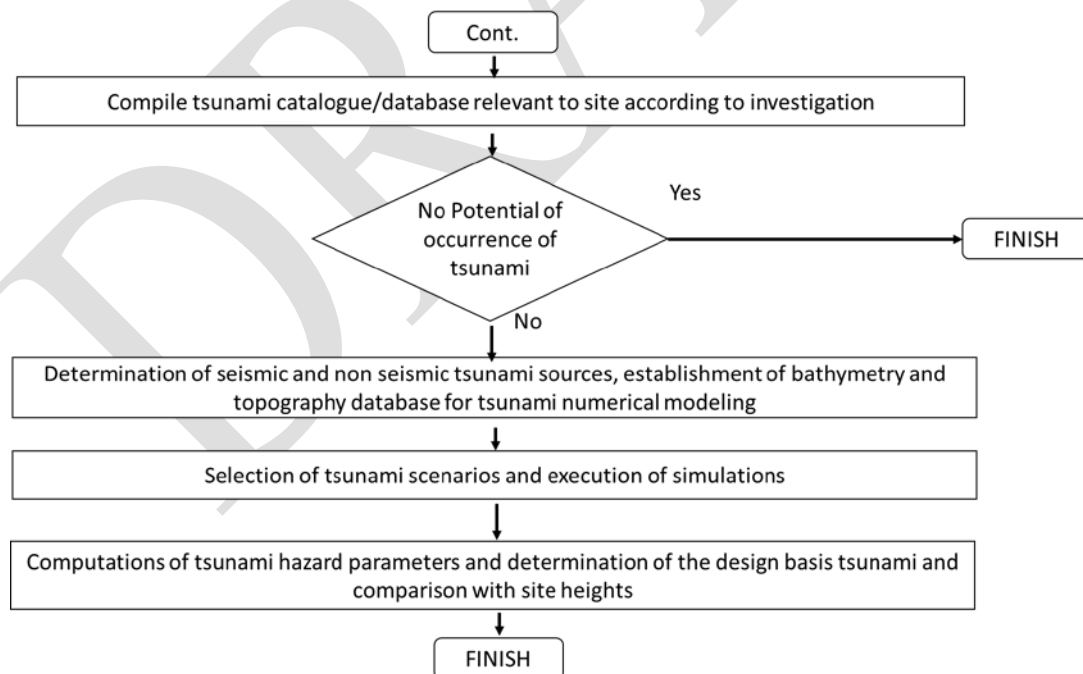 Cont.
Compile tsunami catalogue/database relevant to site according to investigation
No Potential of
occurrence of
tsunami
Yes
FINISH
No
Determination of seismic and non seismic tsunami sources, establishment of bathymetry and
topography database for tsunami numerical modeling
Selection of tsunami scenarios and execution of simulations
Computations of tsunami hazard parameters and determination of the design basis tsunami and
comparison with site heights
FINISH